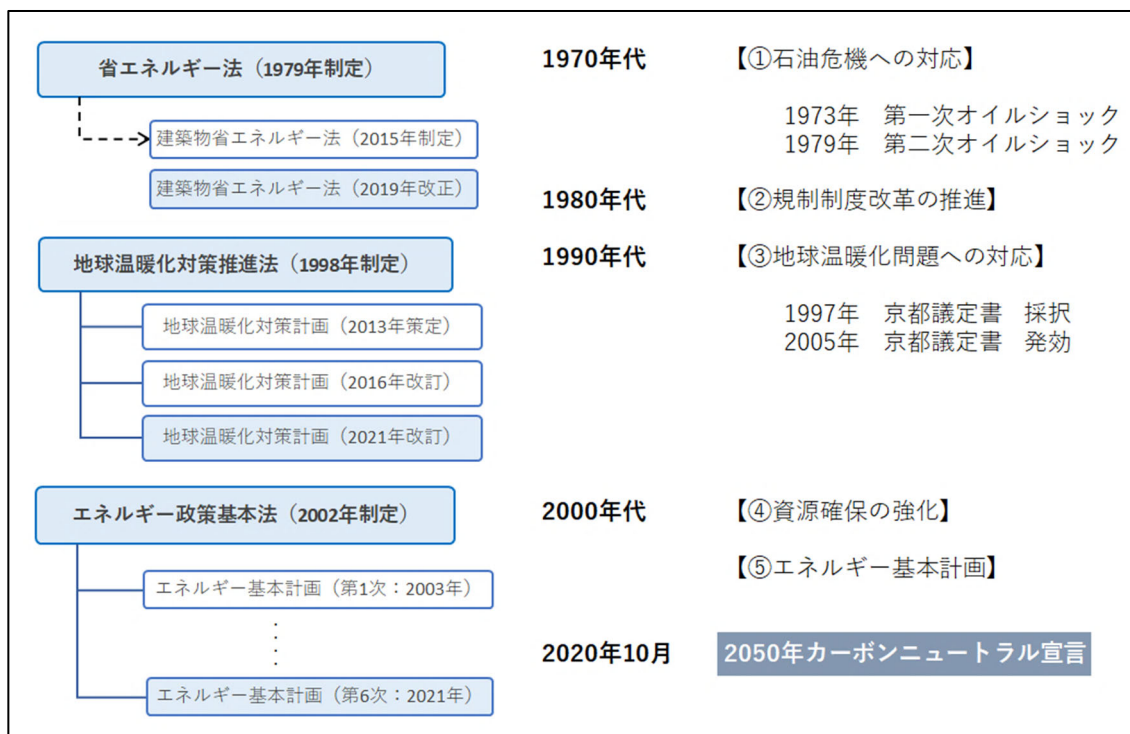 省エネルギー法（1979年制定）
1970年代
【①石油危機への対応】
建築物省エネルギー法（2015年制定）
1973年　第一次オイルショック
1979年　第二次オイルショック
建築物省エネルギー法（2019年改正）
1980年代
【②規制制度改革の推進】
地球温暖化対策推進法（1998年制定）
1990年代
【③地球温暖化問題への対応】
地球温暖化対策計画（2013年策定）
1997年　京都議定書　採択
2005年　京都議定書　発効
地球温暖化対策計画（2016年改訂）
地球温暖化対策計画（2021年改訂）
エネルギー政策基本法（2002年制定）
2000年代
【④資源確保の強化】
【⑤エネルギー基本計画】
エネルギー基本計画（第1次：2003年）
2020年10月
2050年カーボンニュートラル宣言
エネルギー基本計画（第6次：2021年）